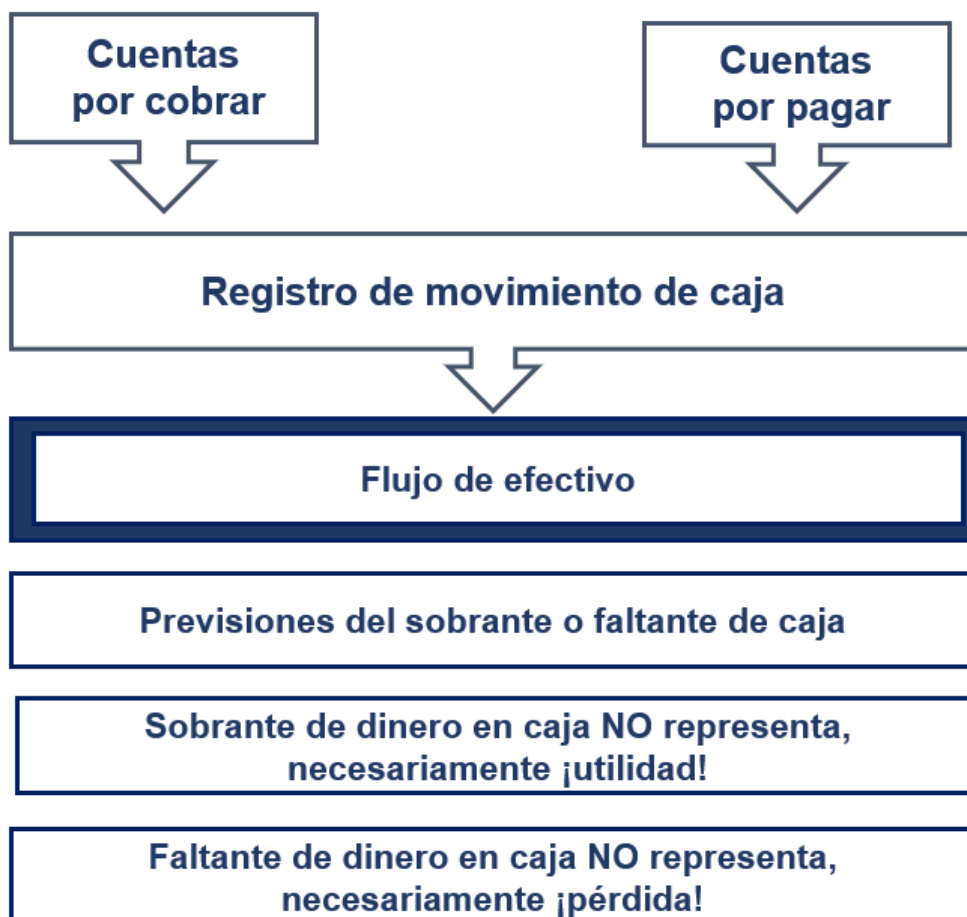 Cuentas
por cobrar
Cuentas
por pagar
Registro de movimiento de caja
Flujo de efectivo
Previsiones del sobrante o faltante de caja
Sobrante de dinero en caja NO representa,
necesariamente ¡utilidad!
Faltante de dinero en caja NO representa,
necesariamente ¡pérdida!